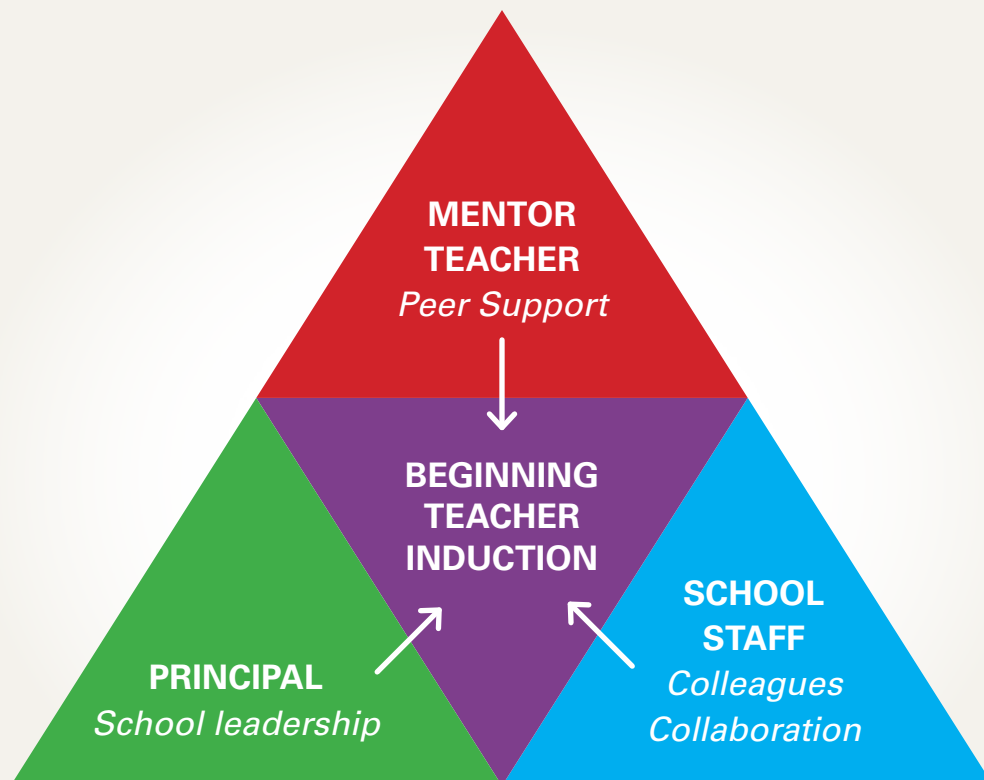 MENTOR
TEACHER
Peer Support
BEGINNING
TEACHER
INDUCTION
PRINCIPAL
School leadership
SCHOOL
STAFF
Colleagues
Collaboration